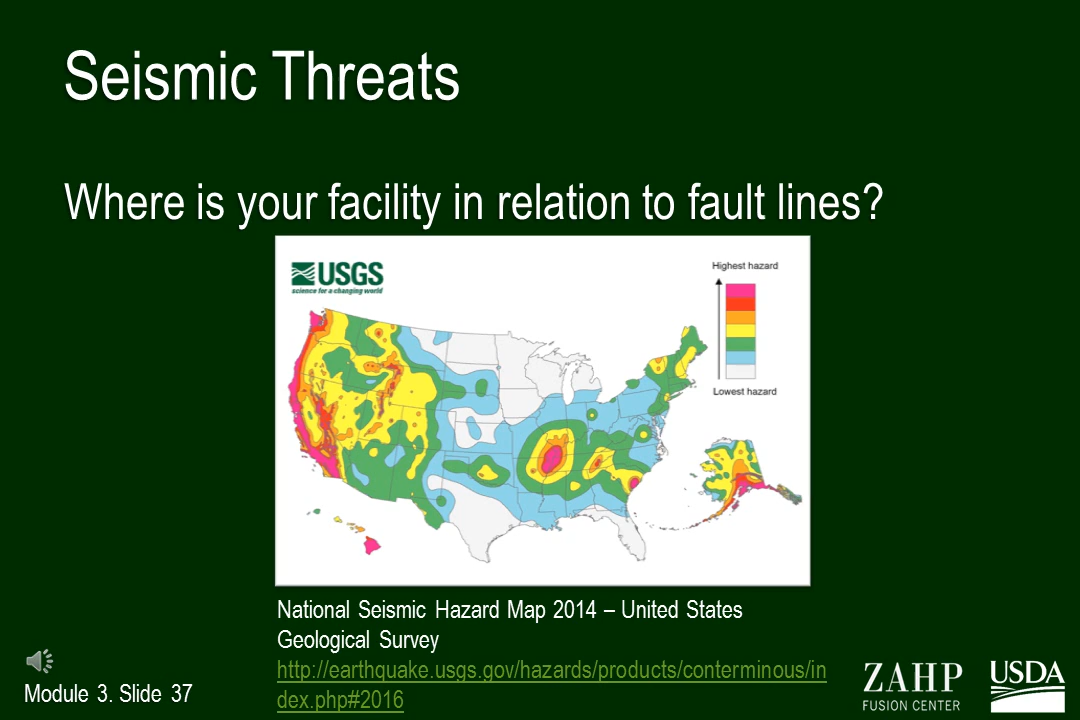 Seismic Threats
Where is your facility in relation to fault lines?
USGS
science for a changing world
Highest hazard
Lowest hazard
National Seismic Hazard Map 2014 – United States
Geological Survey
http://earthquake.usgs.gov/hazards/products/conterminous/in
dex.php#2016
Module 3. Slide 37
ZAHP
FUSION CENTER
USDA